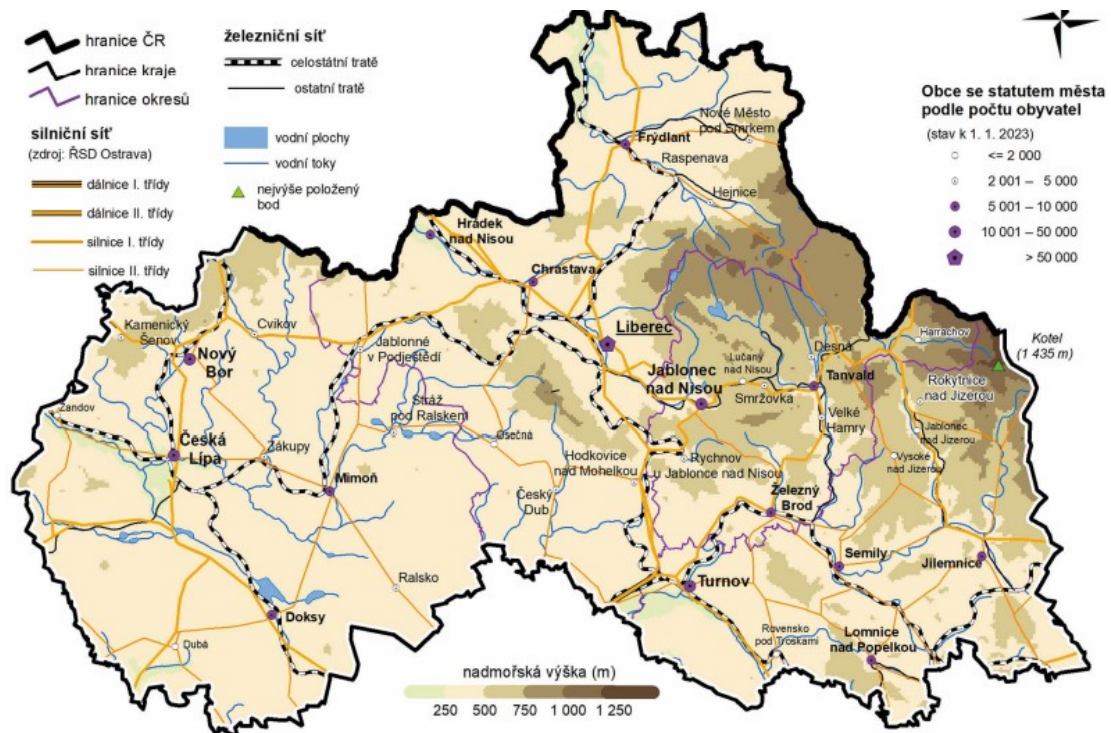 hranice ČR
hranice kraje
hranice okresů
silniční síť
(zdroj: ŘSD Ostrava)
dálnice I. třídy
dálnice II. třídy
silnice I. třídy
silnice II. třídy
železniční síť
celostátní tratě
ostatní tratě
vodní plochy
vodní toky
nejvýše položený
bod
Obce se statutem města
podle počtu obyvatel
(stav k 1. 1. 2023)
<= 2 000
2 001 – 5 000
5 001 – 10 000
10 001 – 50 000
> 50 000
Nové Město
pod Smrkem
Frýdlant
Raspenava
Hejnice
Hrádek
nad Nisou
Chrastava
Kamenický
Šenov
Cvikov
Nový
Bor
Jablonné
v Podještědí
Liberec
Lučany
nad Nisou
Desná
Harrachov
Kotel
(1 435 m)
Jablonec
nad Nisou
Smržovka
Tanvald
Rokytnice
nad Jizerou
Žandov
Stráž
pod Ralskem
Velké
Hamry
Jablonec
nad Jizerou
Česká
Lípa
Zákupy
Osečná
Hodkovice
nad Mohelkou
Rychnov
u Jablonce nad Nisou
Vysoké
nad Jizerou
Mimoň
Český
Dub
Železný
Brod
Semily
Jilemnice
Ralsko
Turnov
Doksy
Dubá
Rovensko
pod Troskami
Lomnice
nad Popelkou
nadmořská výška (m)
250 500 750 1 000 1 250